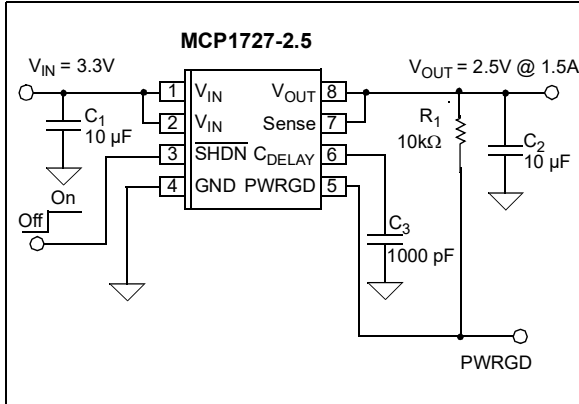 MCP1727-2.5
V_IN = 3.3V
V_OUT = 2.5V @ 1.5A
1 V_IN V_OUT 8
2 V_IN Sense 7
3 S̅H̅D̅N̅ C_DELAY 6
4 GND PWRGD 5
C_1
10 µF
R_1
10kΩ
C_2
10 µF
On
Off
C_3
1000 pF
PWRGD